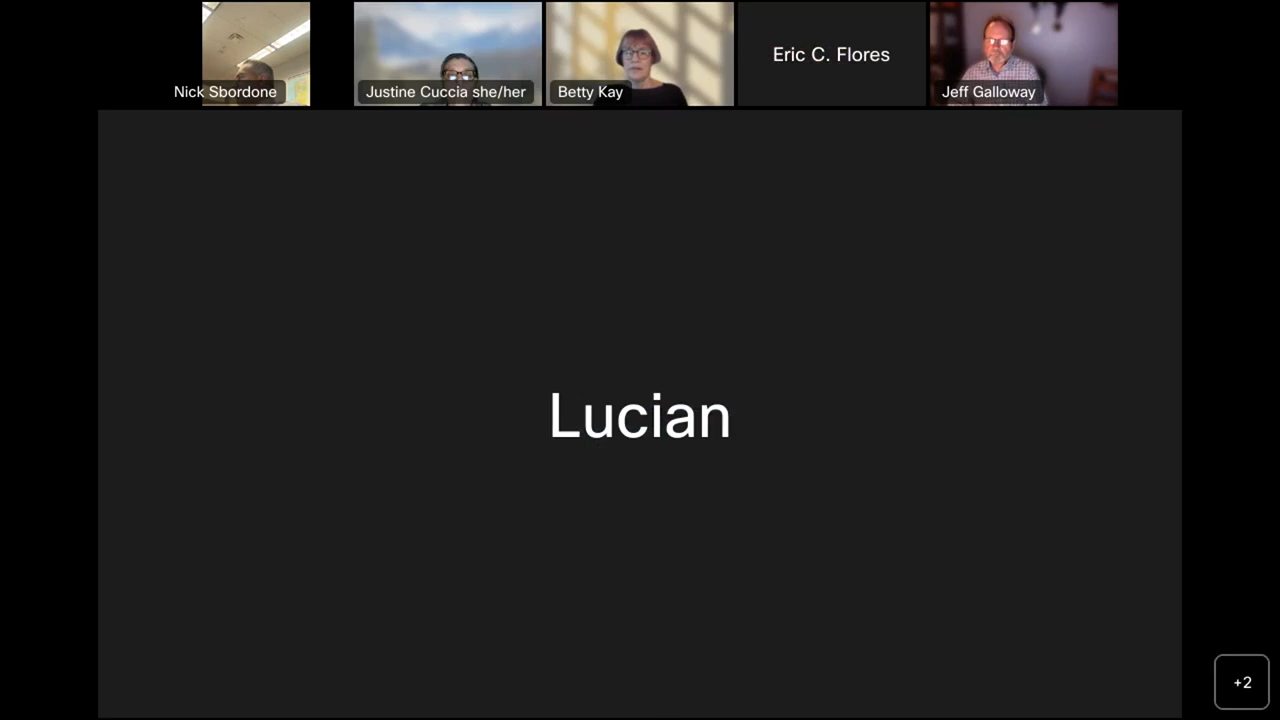 Nick Sbordone
Justine Cuccia she/her
Betty Kay
Eric C. Flores
Jeff Galloway
Lucian
+2